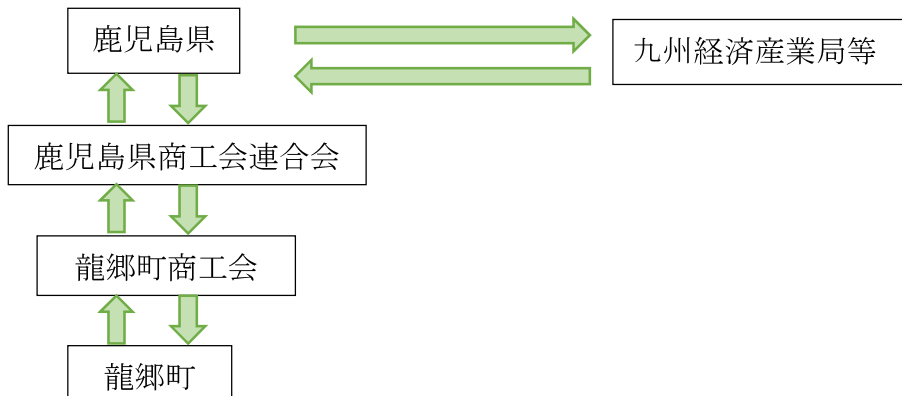 鹿児島県
九州経済産業局等
鹿児島県商工会連合会
龍郷町商工会
龍郷町